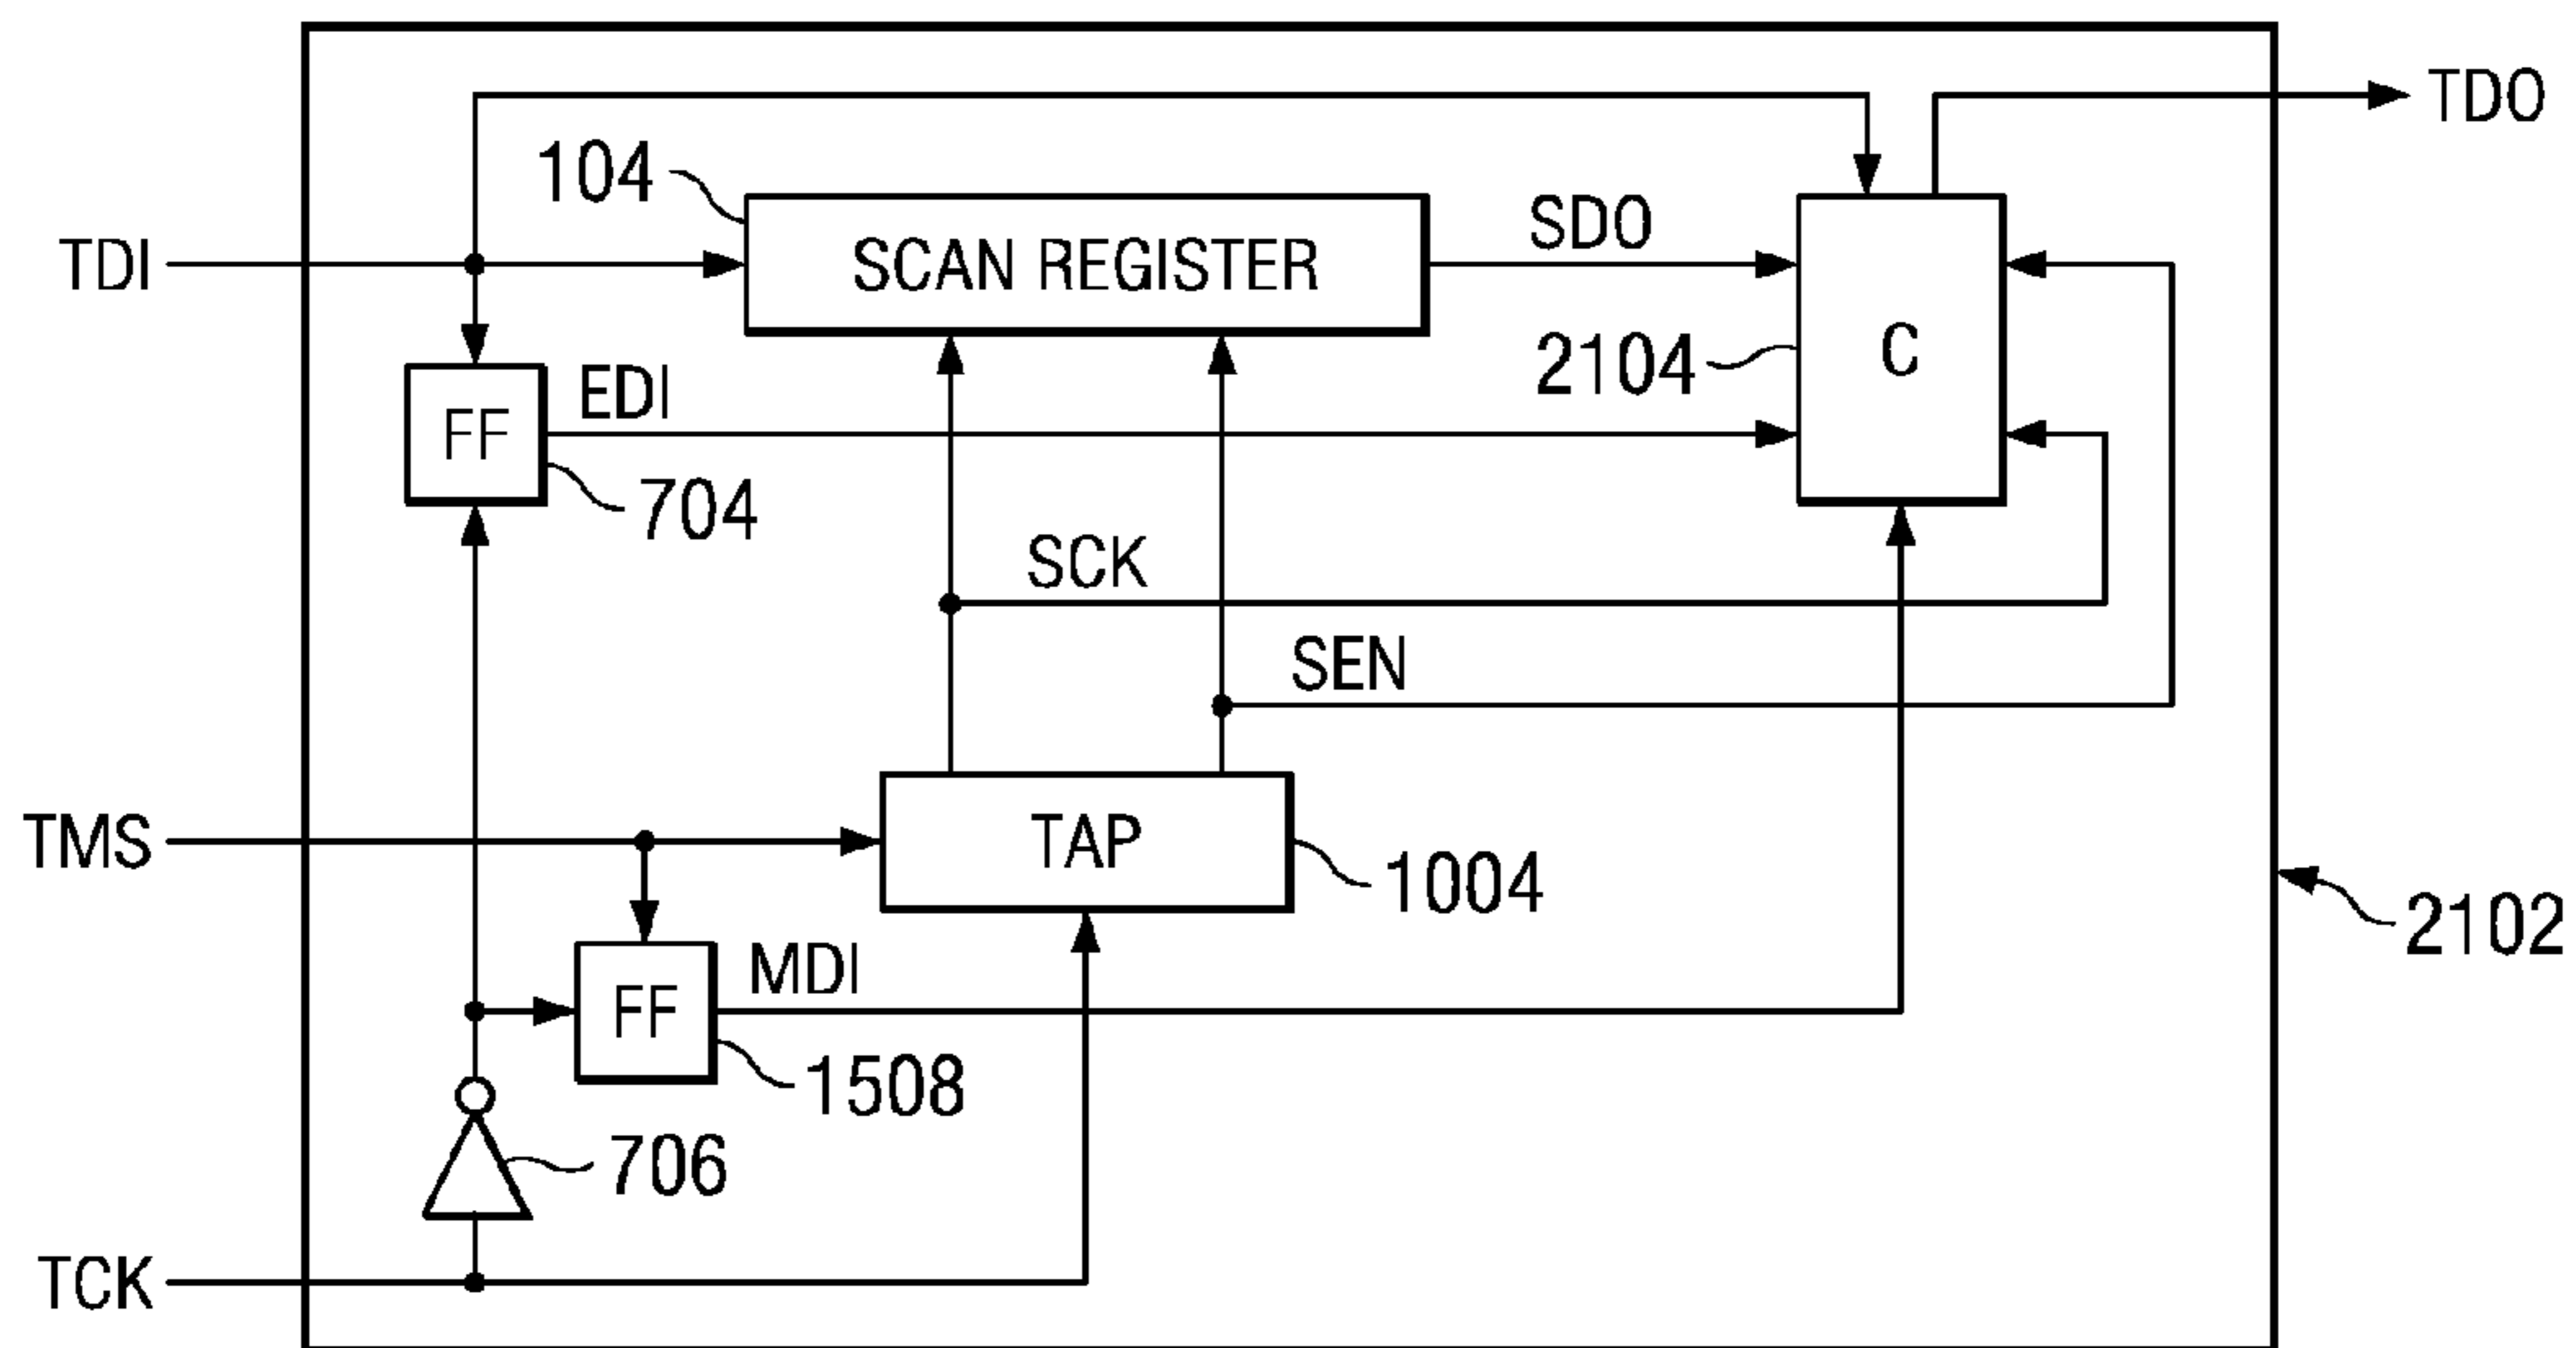 TDO
104
SCAN REGISTER
SDO
TDI
2104
C
FF
EDI
704
SCK
SEN
TMS
TAP
1004
2102
FF
MDI
1508
706
TCK